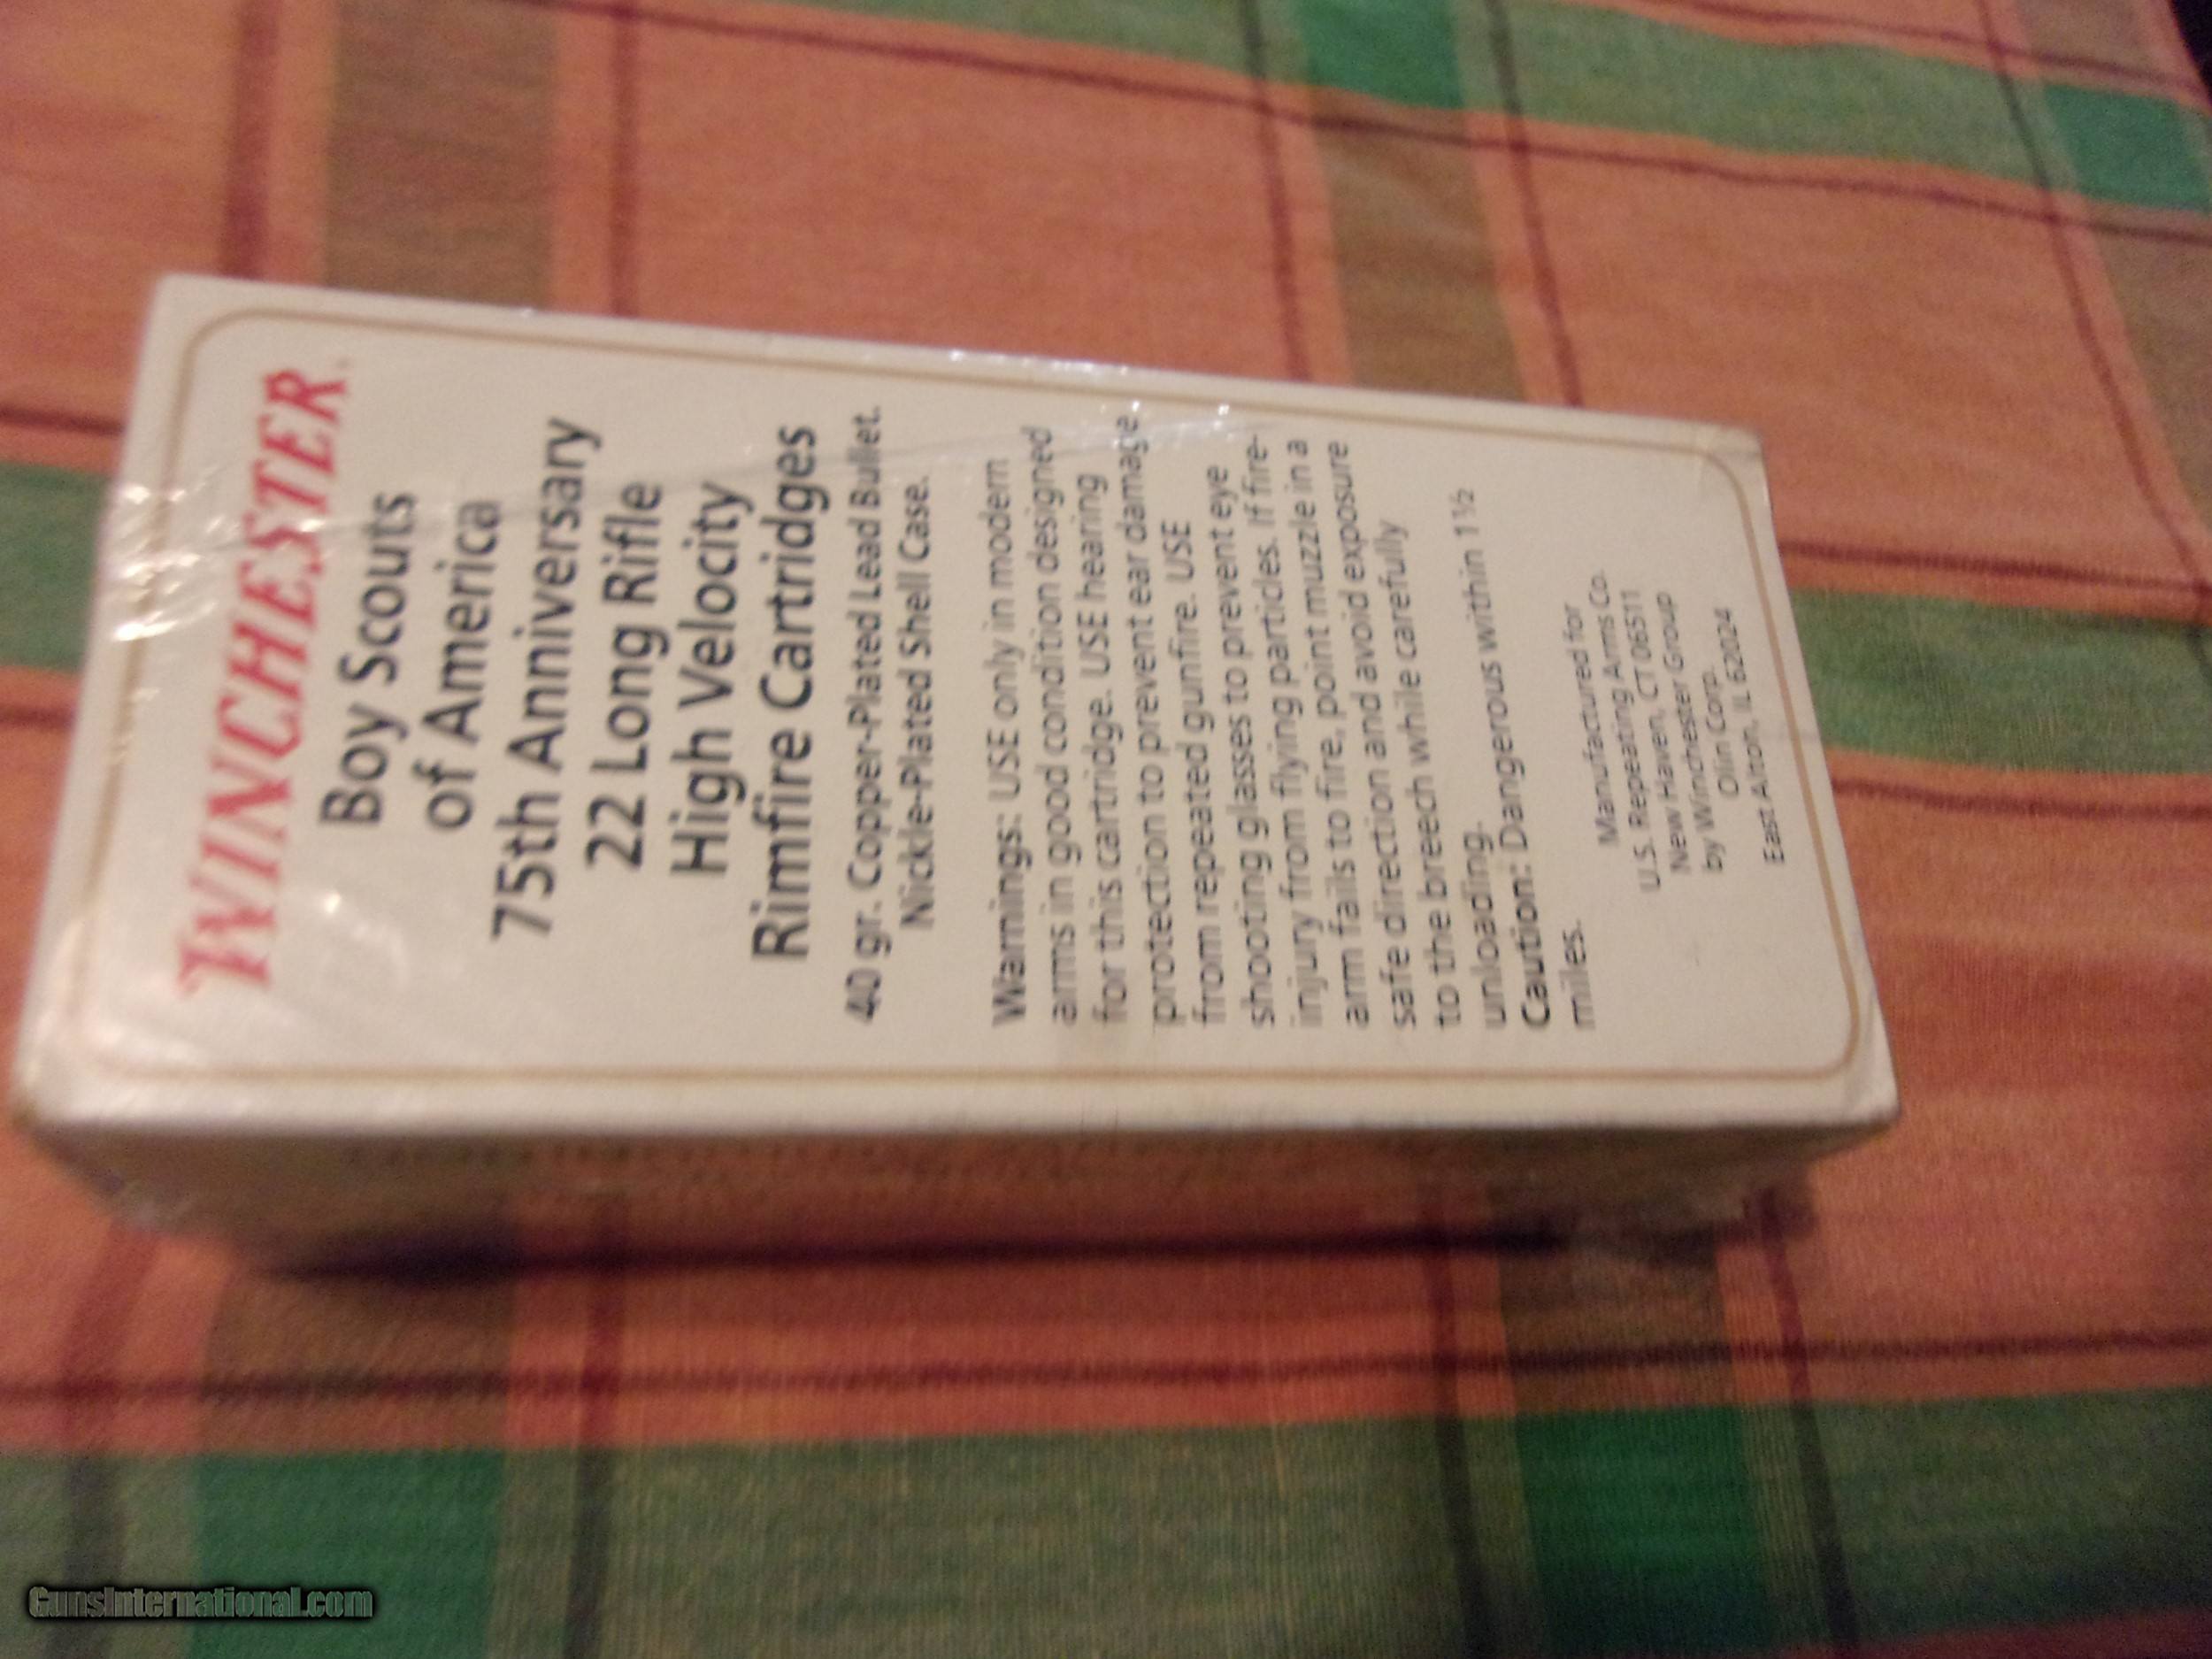 WINCHESTER
Boy Scouts
of America
75th Anniversary
22 Long Rifle
High Velocity
Rimfire Cartridges
40 gr. Copper-Plated Lead Bullet.
Nickle-Plated Shell Case.
Warnings: USE only in modern
arms in good condition designed
for this cartridge. USE hearing
protection to prevent ear damage
from repeated gunfire. USE
shooting glasses to prevent eye
injury from flying particles. If fire-
arm fails to fire, point muzzle in a
safe direction and avoid exposure
to the breech while carefully
unloading.
Caution: Dangerous within 1½
miles.
Manufactured for
U.S. Repeating Arms Co.
New Haven, CT 06511
by Winchester Group
Olin Corp.
East Alton, IL 62024
GunsInternational.com